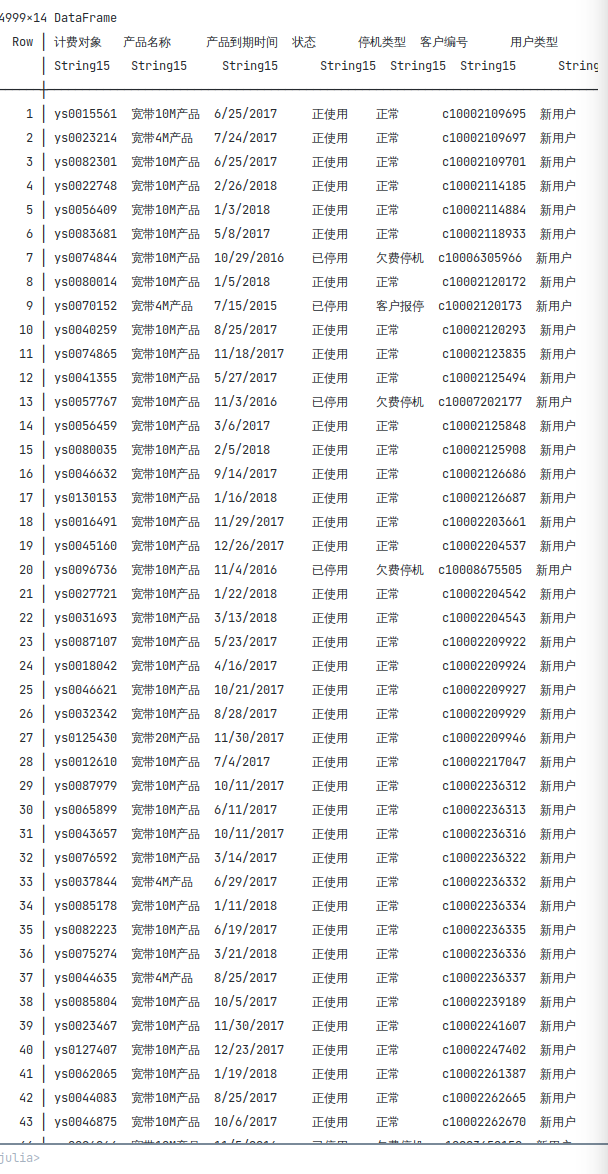 4999×14 DataFrame
Row │ 计费对象 产品名称 产品到期时间 状态 停机类型 客户编号 用户类型
│ String15 String15 String15 String15 String15 String15 String
1 │ ys0015561 宽带10M产品 6/25/2017 正使用 正常 c10002109695 新用户
2 │ ys0023214 宽带4M产品 7/24/2017 正使用 正常 c10002109697 新用户
3 │ ys0082301 宽带10M产品 6/25/2017 正使用 正常 c10002109701 新用户
4 │ ys0022748 宽带10M产品 2/26/2018 正使用 正常 c10002114185 新用户
5 │ ys0056409 宽带10M产品 1/3/2018 正使用 正常 c10002114884 新用户
6 │ ys0083681 宽带10M产品 5/8/2017 正使用 正常 c10002118933 新用户
7 │ ys0074844 宽带10M产品 10/29/2016 已停用 欠费停机 c10006305966 新用户
8 │ ys0080014 宽带10M产品 1/5/2018 正使用 正常 c10002120172 新用户
9 │ ys0070152 宽带4M产品 7/15/2015 已停用 客户报停 c10002120173 新用户
10 │ ys0040259 宽带10M产品 8/25/2017 正使用 正常 c10002120293 新用户
11 │ ys0074865 宽带10M产品 11/18/2017 正使用 正常 c10002123835 新用户
12 │ ys0041355 宽带10M产品 5/27/2017 正使用 正常 c10002125494 新用户
13 │ ys0057767 宽带10M产品 11/3/2016 已停用 欠费停机 c10007202177 新用户
14 │ ys0056459 宽带10M产品 3/6/2017 正使用 正常 c10002125848 新用户
15 │ ys0080035 宽带10M产品 2/5/2018 正使用 正常 c10002125908 新用户
16 │ ys0046632 宽带10M产品 9/14/2017 正使用 正常 c10002126686 新用户
17 │ ys0130153 宽带10M产品 1/16/2018 正使用 正常 c10002126687 新用户
18 │ ys0016491 宽带10M产品 11/29/2017 正使用 正常 c10002203661 新用户
19 │ ys0045160 宽带10M产品 12/26/2017 正使用 正常 c10002204537 新用户
20 │ ys0096736 宽带10M产品 11/4/2016 已停用 欠费停机 c10008675505 新用户
21 │ ys0027721 宽带10M产品 1/22/2018 正使用 正常 c10002204542 新用户
22 │ ys0031693 宽带10M产品 3/13/2018 正使用 正常 c10002204543 新用户
23 │ ys0087107 宽带10M产品 5/23/2017 正使用 正常 c10002209922 新用户
24 │ ys0018042 宽带10M产品 4/16/2017 正使用 正常 c10002209924 新用户
25 │ ys0046621 宽带10M产品 10/21/2017 正使用 正常 c10002209927 新用户
26 │ ys0032342 宽带10M产品 8/28/2017 正使用 正常 c10002209929 新用户
27 │ ys0125430 宽带20M产品 11/30/2017 正使用 正常 c10002209946 新用户
28 │ ys0012610 宽带10M产品 7/4/2017 正使用 正常 c10002217047 新用户
29 │ ys0087979 宽带10M产品 10/11/2017 正使用 正常 c10002236312 新用户
30 │ ys0065899 宽带10M产品 6/11/2017 正使用 正常 c10002236313 新用户
31 │ ys0043657 宽带10M产品 10/11/2017 正使用 正常 c10002236316 新用户
32 │ ys0076592 宽带10M产品 3/14/2017 正使用 正常 c10002236322 新用户
33 │ ys0037844 宽带4M产品 6/29/2017 正使用 正常 c10002236332 新用户
34 │ ys0085178 宽带10M产品 1/11/2018 正使用 正常 c10002236334 新用户
35 │ ys0082223 宽带10M产品 6/19/2017 正使用 正常 c10002236335 新用户
36 │ ys0075274 宽带10M产品 3/21/2018 正使用 正常 c10002236336 新用户
37 │ ys0044635 宽带4M产品 8/25/2017 正使用 正常 c10002236337 新用户
38 │ ys0085804 宽带10M产品 10/5/2017 正使用 正常 c10002239189 新用户
39 │ ys0023467 宽带10M产品 11/30/2017 正使用 正常 c10002241607 新用户
40 │ ys0127407 宽带10M产品 12/23/2017 正使用 正常 c10002247402 新用户
41 │ ys0062065 宽带10M产品 1/19/2018 正使用 正常 c10002261387 新用户
42 │ ys0044083 宽带10M产品 8/25/2017 正使用 正常 c10002262665 新用户
43 │ ys0046875 宽带10M产品 10/6/2017 正使用 正常 c10002262670 新用户
julia>